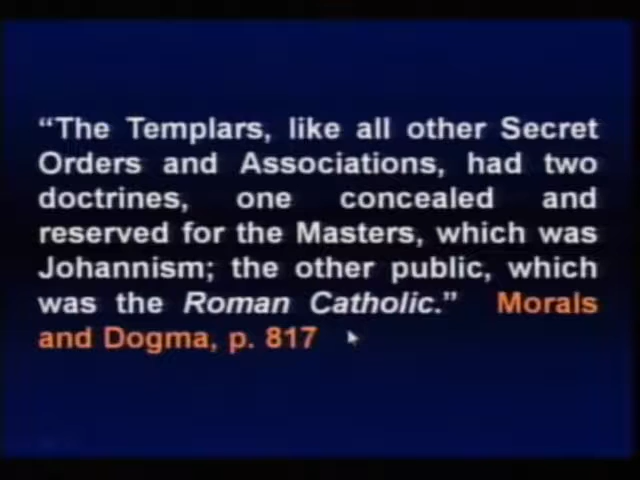 “The Templars, like all other Secret
Orders and Associations, had two
doctrines, one concealed and
reserved for the Masters, which was
Johannism; the other public, which
was the Roman Catholic.” Morals
and Dogma, p. 817